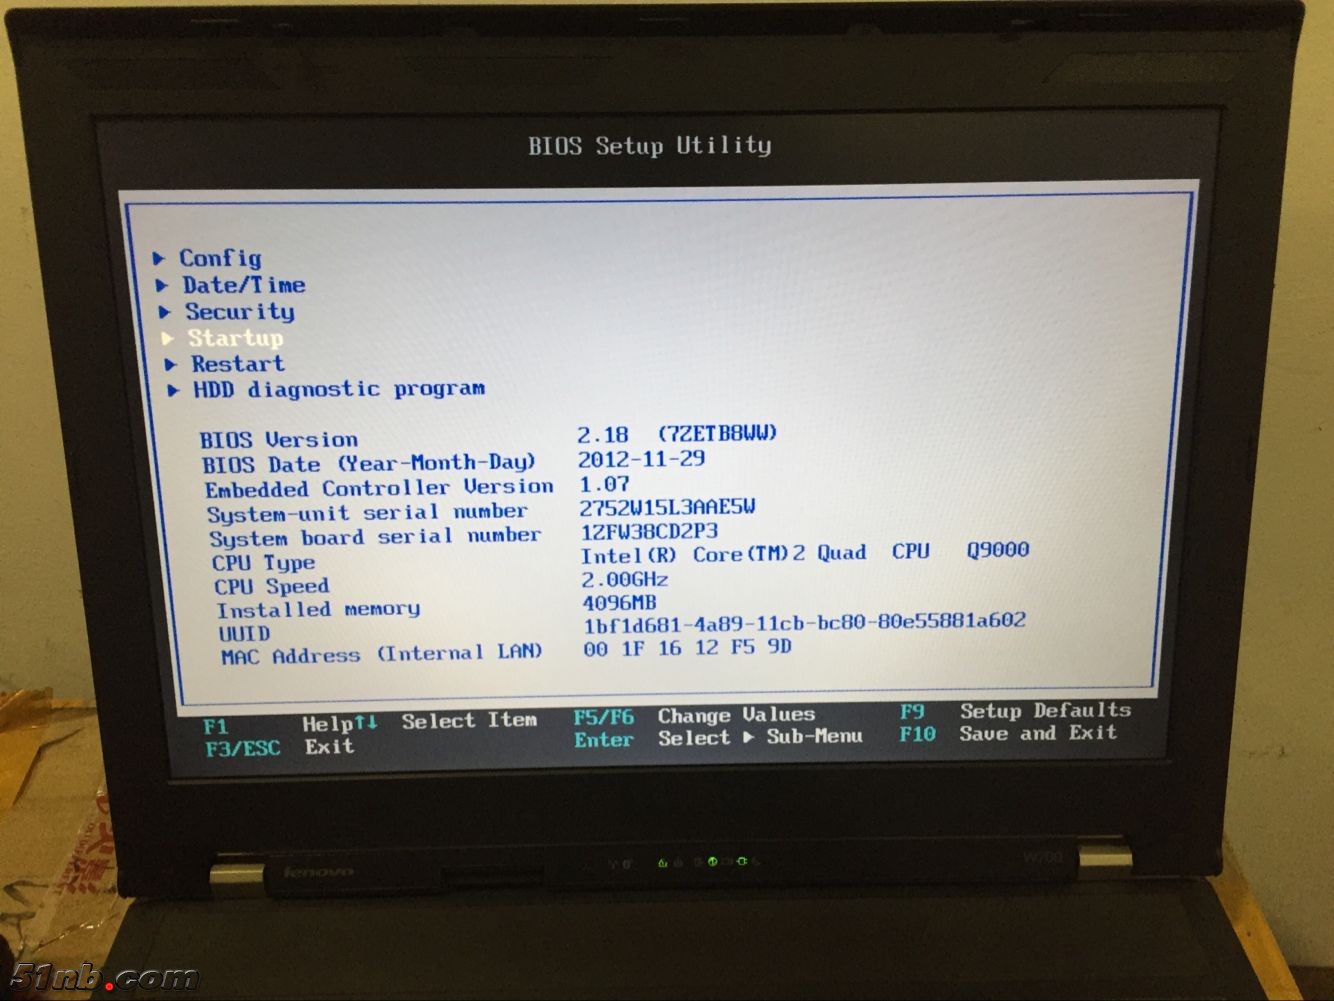 BIOS Setup Utility
Config
Date/Time
Security
Startup
Restart
HDD diagnostic program
BIOS Version 2.18 (7ZETB8WW)
BIOS Date (Year-Month-Day) 2012-11-29
Embedded Controller Version 1.07
System-unit serial number 2752W15L3AAE5W
System board serial number 1ZFW38CD2P3
CPU Type Intel(R) Core(TM)2 Quad CPU Q9000
CPU Speed 2.00GHz
Installed memory 4096MB
UUID 1bf1d681-4a89-11cb-bc80-80e55881a602
MAC Address (Internal LAN) 00 1F 16 12 F5 9D
F1 Help ↑↓ Select Item F5/F6 Change Values F9 Setup Defaults
F3/ESC Exit Enter Select ▸ Sub-Menu F10 Save and Exit
lenovo
W700
51nb.com